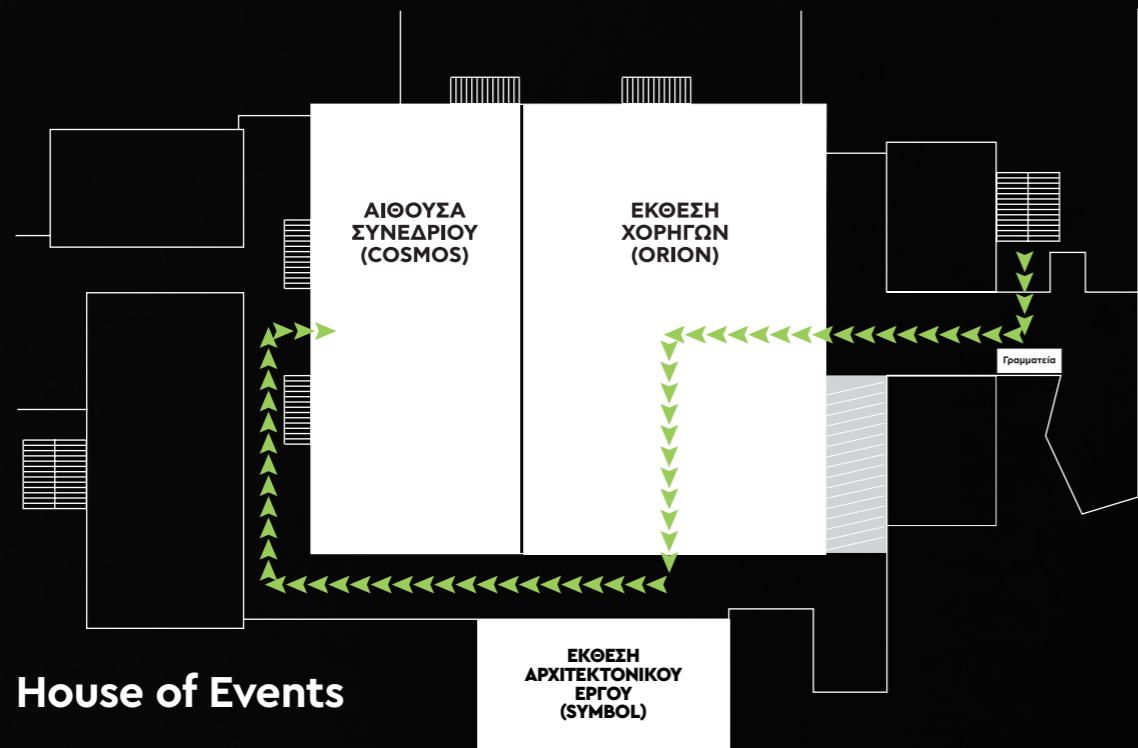 ΑΙΘΟΥΣΑ
ΣΥΝΕΔΡΙΟΥ
(COSMOS)
ΕΚΘΕΣΗ
ΧΟΡΗΓΩΝ
(ORION)
Γραμματεία
ΕΚΘΕΣΗ
ΑΡΧΙΤΕΚΤΟΝΙΚΟΥ
ΕΡΓΟΥ
(SYMBOL)
House of Events